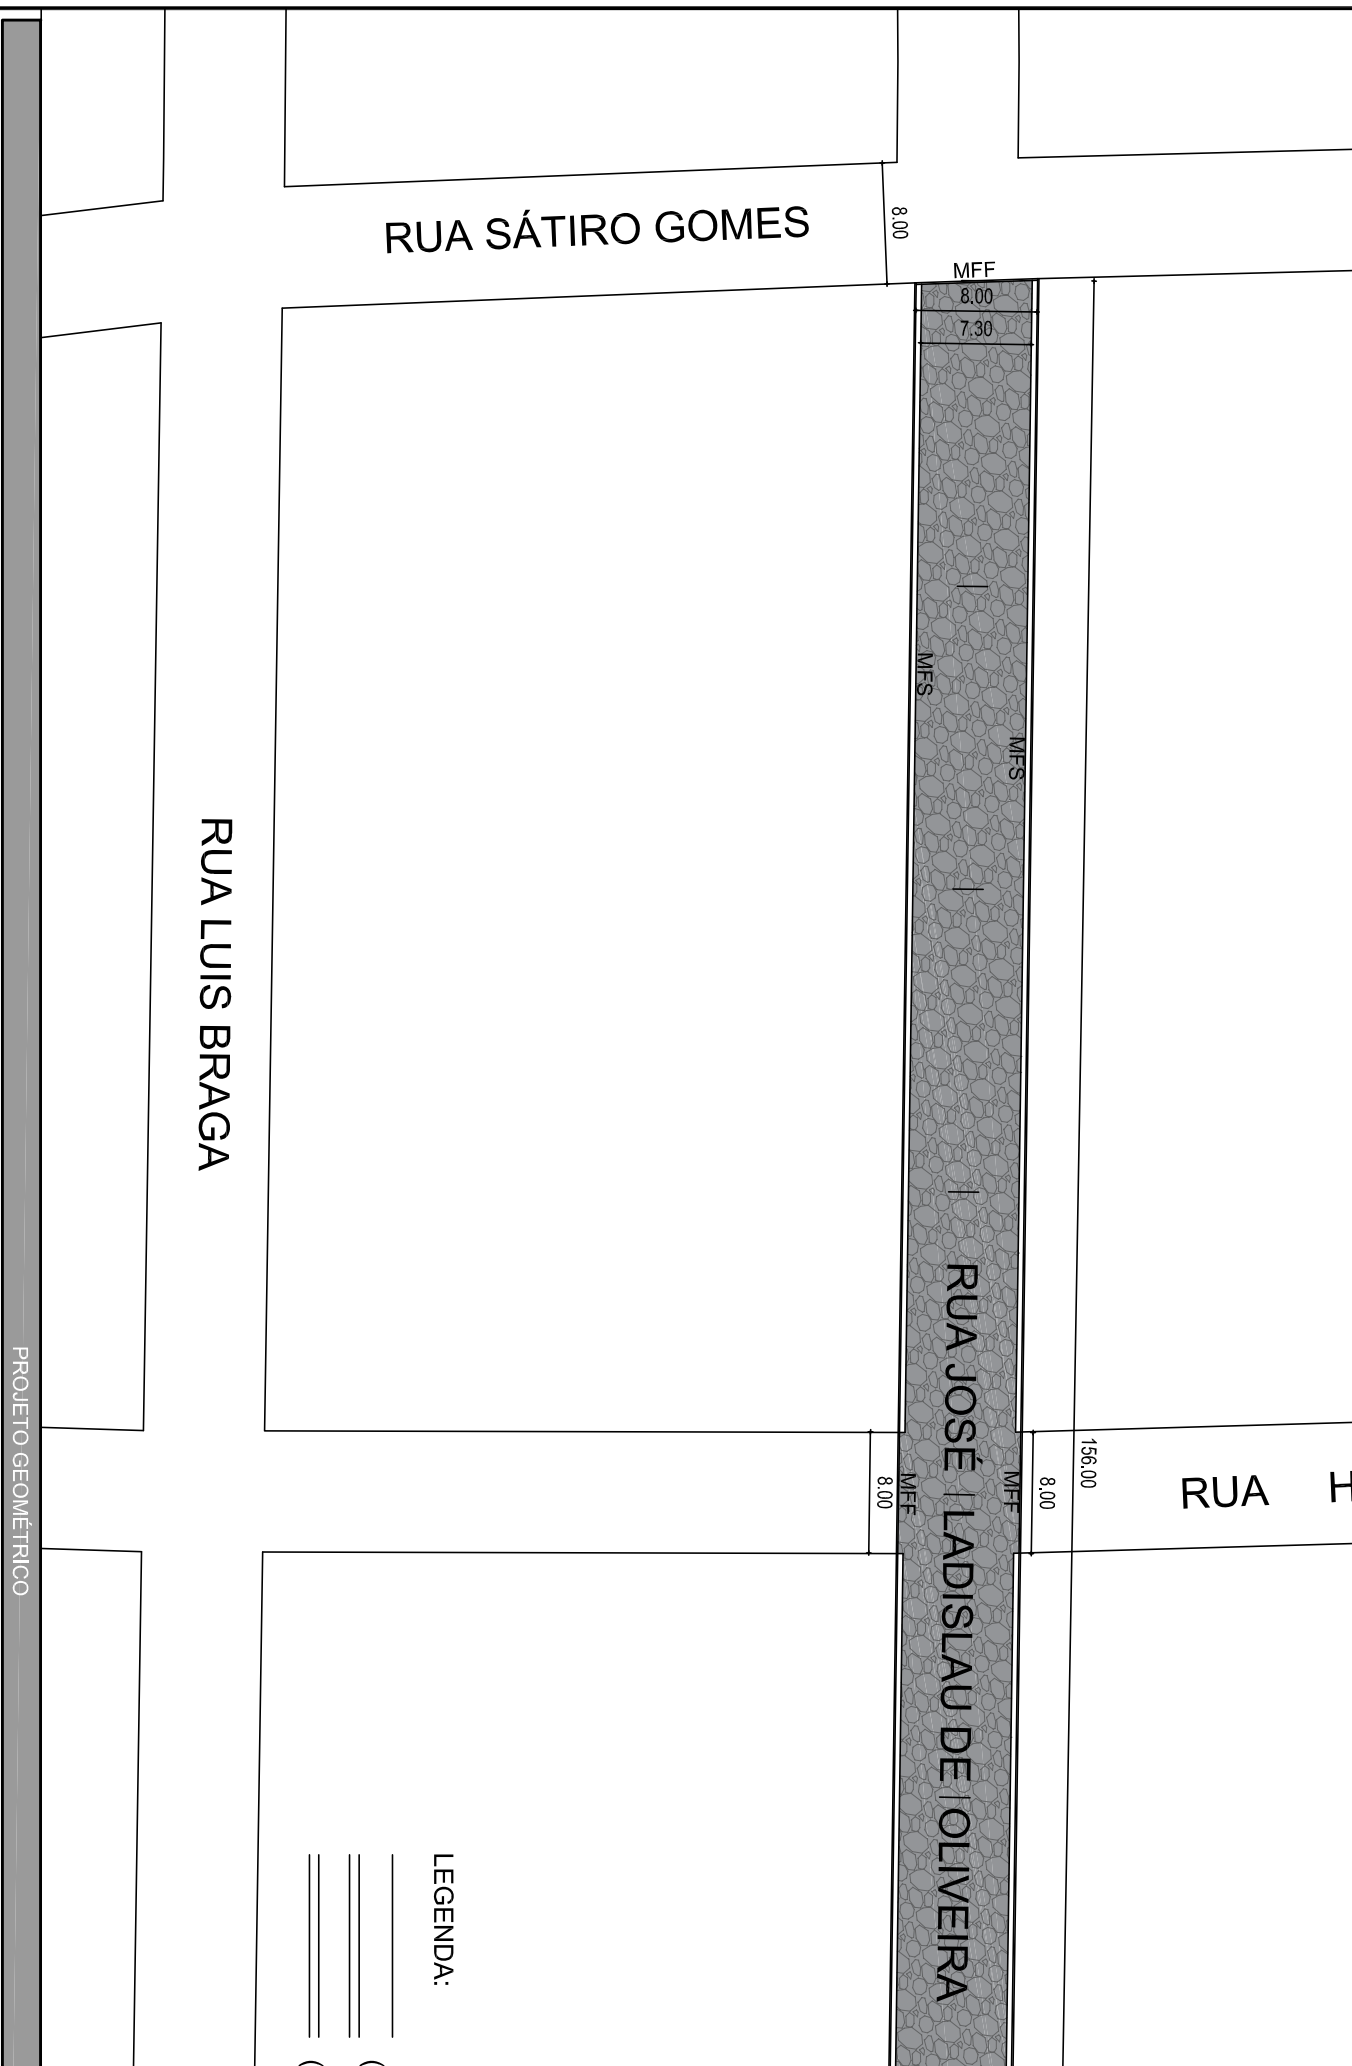 RUA SÁTIRO GOMES
8.00
MFF
8.00
7.30
MFS
MFS
RUA LUIS BRAGA
RUA JOSÉ LADISLAU DE OLIVEIRA
PROJETO GEOMÉTRICO
8.00
MFF
MFF
8.00
156.00
RUA H
LEGENDA: